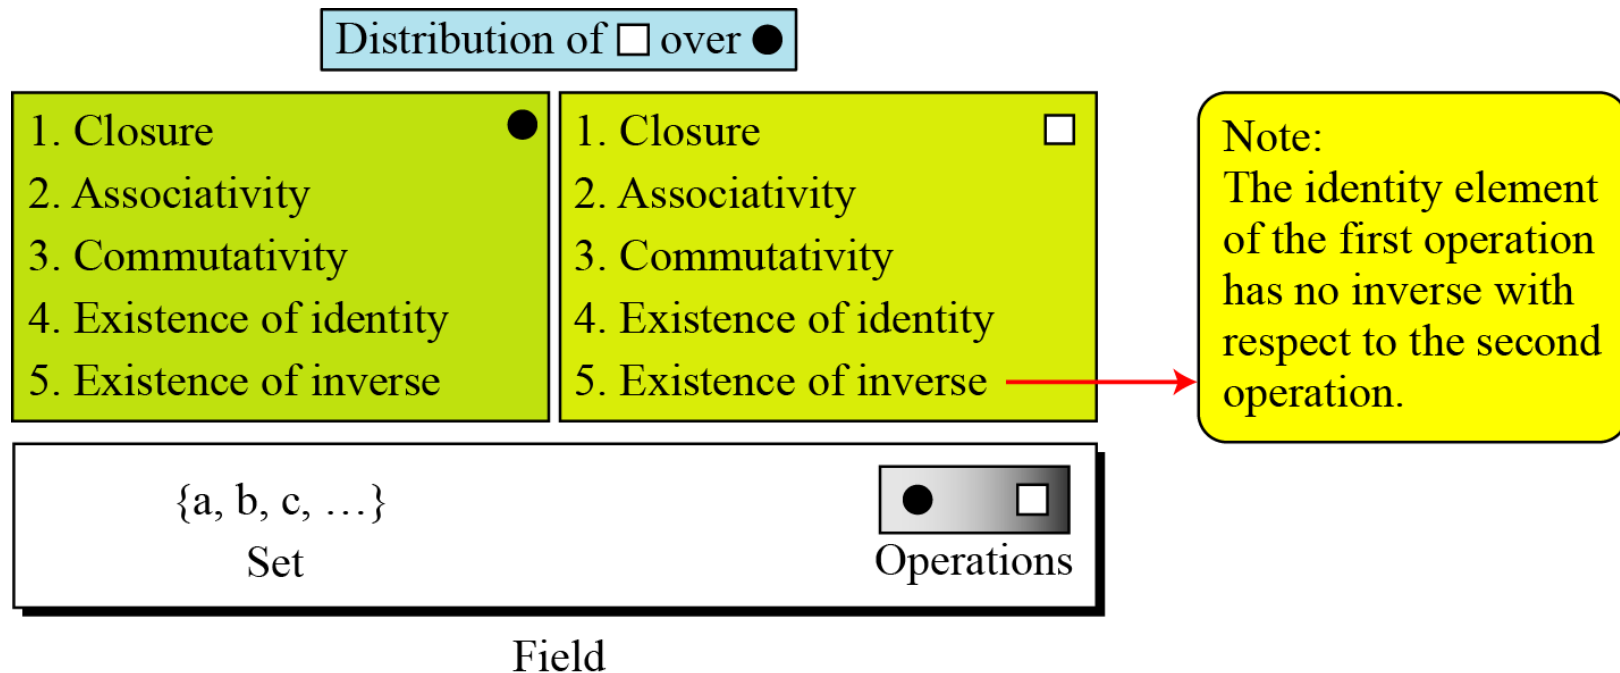 Distribution of □ over ●
1. Closure ●
2. Associativity
3. Commutativity
4. Existence of identity
5. Existence of inverse
1. Closure □
2. Associativity
3. Commutativity
4. Existence of identity
5. Existence of inverse
Note:
The identity element
of the first operation
has no inverse with
respect to the second
operation.
{a, b, c, …}
Set
● □
Operations
Field